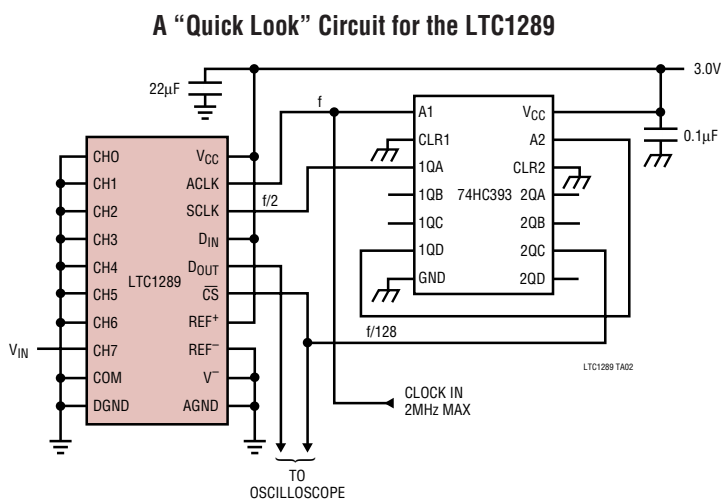 A “Quick Look” Circuit for the LTC1289
3.0V
22μF
f
A1
VCC
0.1μF
CLR1
A2
1QA
CLR2
1QB
74HC393
2QA
1QC
2QB
1QD
2QC
GND
2QD
CHO
VCC
CH1
ACLK
CH2
SCLK
f/2
CH3
DIN
CH4
DOUT
LTC1289
CH5
CS
CH6
REF+
VIN
CH7
REF–
COM
V–
DGND
AGND
f/128
LTC1289 TA02
CLOCK IN
2MHz MAX
TO
OSCILLOSCOPE